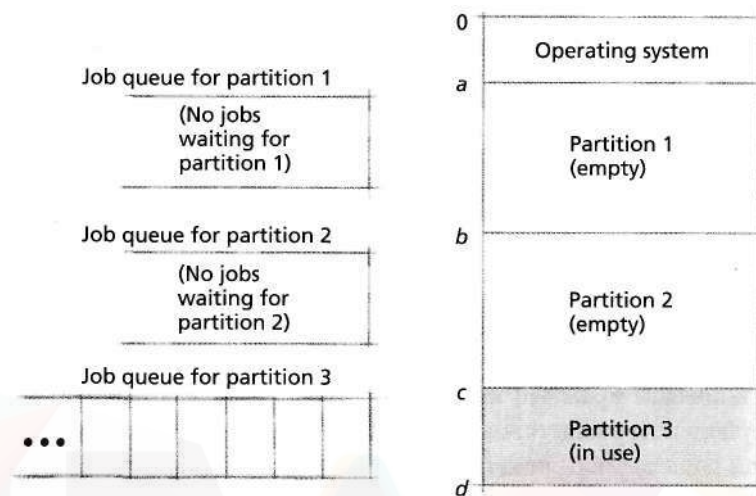 Job queue for partition 1
(No jobs
waiting for
partition 1)
Job queue for partition 2
(No jobs
waiting for
partition 2)
Job queue for partition 3
•••
0
Operating system
a
Partition 1
(empty)
b
Partition 2
(empty)
c
Partition 3
(in use)
d